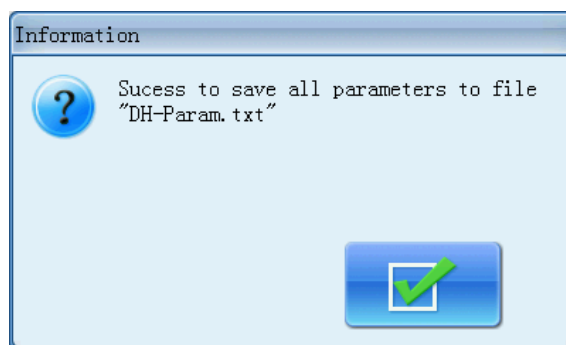 Information
Sucess to save all parameters to file
"DH-Param.txt"